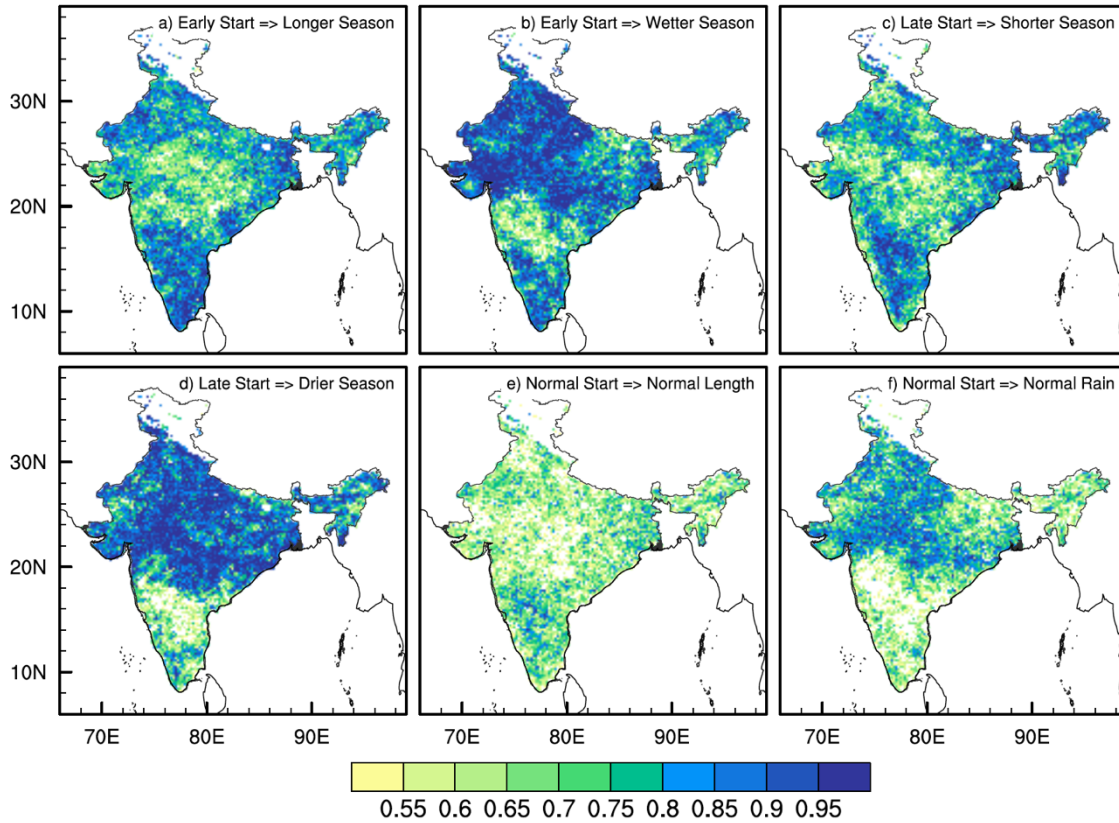 a) Early Start => Longer Season
b) Early Start => Wetter Season
c) Late Start => Shorter Season
30N
20N
10N
d) Late Start => Drier Season
e) Normal Start => Normal Length
f) Normal Start => Normal Rain
30N
20N
10N
70E 80E 90E 70E 80E 90E 70E 80E 90E
0.55 0.6 0.65 0.7 0.75 0.8 0.85 0.9 0.95